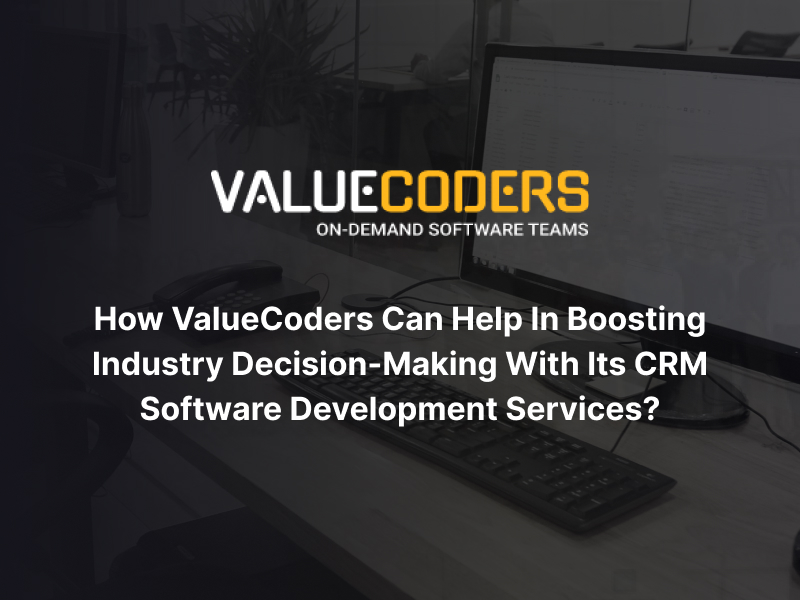 VALUECODERS
ON-DEMAND SOFTWARE TEAMS
How ValueCoders Can Help In Boosting
Industry Decision-Making With Its CRM
Software Development Services?